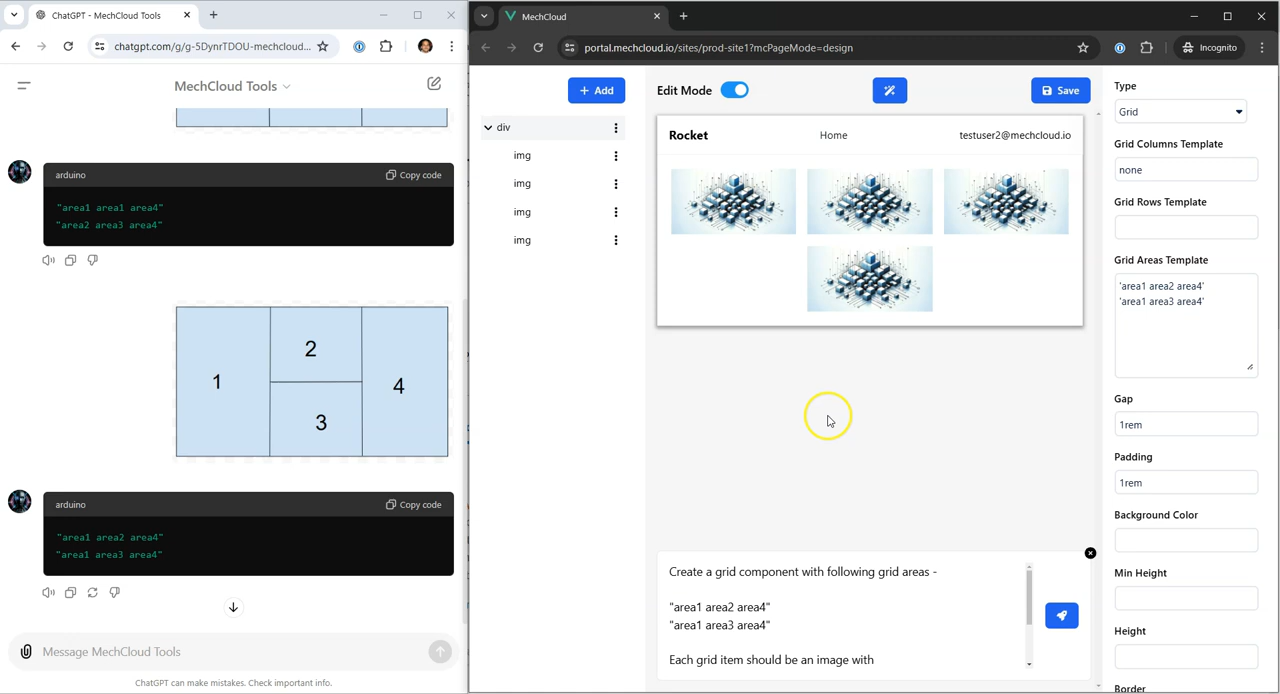 ChatGPT - MechCloud Tools
chatgpt.com/g/g-5DynrTDOU-mechcloud...
MechCloud Tools
arduino
Copy code
"area1 area1 area4"
"area2 area3 area4"
1
2
3
4
arduino
Copy code
"area1 area2 area4"
"area1 area3 area4"
Message MechCloud Tools
ChatGPT can make mistakes. Check important info.
MechCloud
portal.mechcloud.io/sites/prod-site1?mcPageMode=design
Incognito
+ Add
div
img
img
img
img
Edit Mode
Save
Rocket
Home
testuser2@mechcloud.io
Create a grid component with following grid areas -
"area1 area2 area4"
"area1 area3 area4"
Each grid item should be an image with
Type
Grid
Grid Columns Template
none
Grid Rows Template
Grid Areas Template
'area1 area2 area4'
'area1 area3 area4'
Gap
1rem
Padding
1rem
Background Color
Min Height
Height
Border